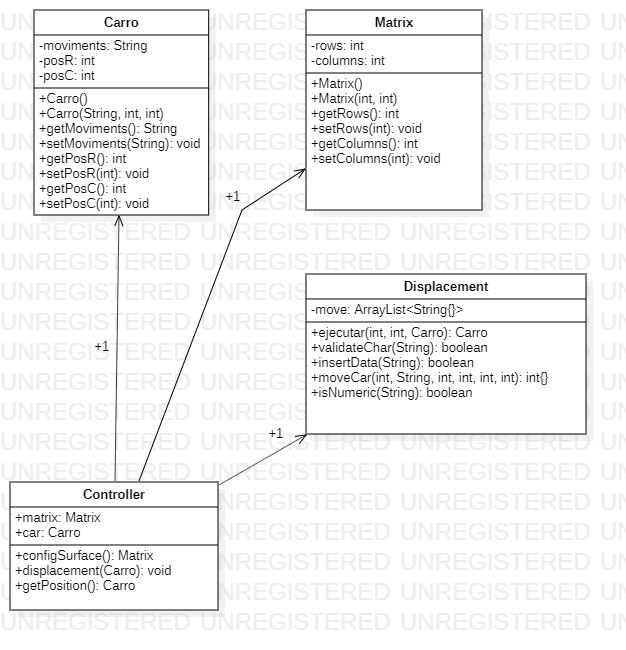 Carro
-moviments: String
-posR: int
-posC: int
+Carro()
+Carro(String, int, int)
+getMoviments(): String
+setMoviments(String): void
+getPosR(): int
+setPosR(int): void
+getPosC(): int
+setPosC(int): void
Matrix
-rows: int
-columns: int
+Matrix()
+Matrix(int, int)
+getRows(): int
+setRows(int): void
+getColumns(): int
+setColumns(int): void
+1
Displacement
-move: ArrayList<String{}>
+ejecutar(int, int, Carro): Carro
+validateChar(String): boolean
+insertData(String): boolean
+moveCar(int, String, int, int, int, int): int{}
+isNumeric(String): boolean
+1
+1
Controller
+matrix: Matrix
+car: Carro
+configSurface(): Matrix
+displacement(Carro): void
+getPosition(): Carro
UNREGISTERED